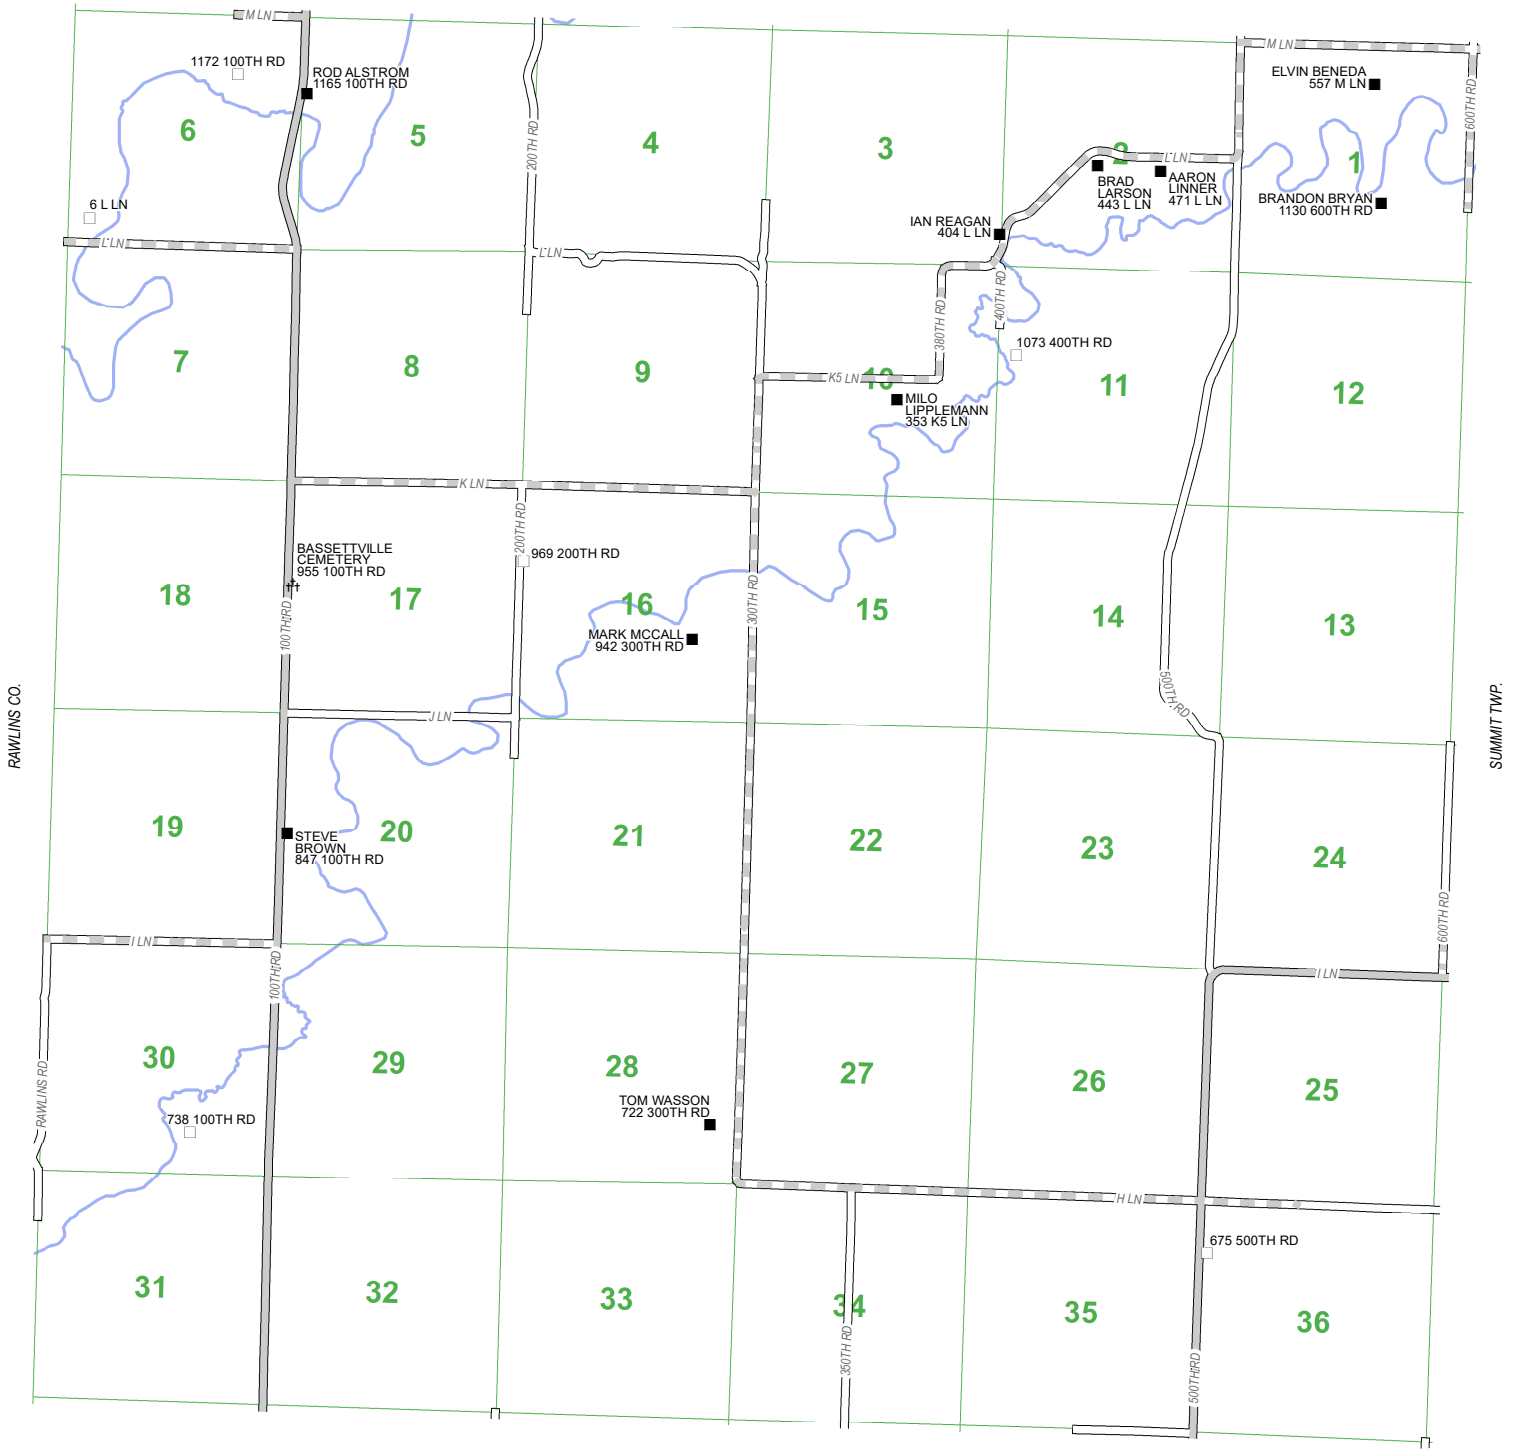 M LN
M LN
1172 100TH RD
ROD ALSTROM
1165 100TH RD
ELVIN BENEDA
557 M LN
600TH RD
200TH RD
6
5
4
3
2
1
L LN
BRAD
LARSON
443 L LN
AARON
LINNER
471 L LN
BRANDON BRYAN
1130 600TH RD
6 L LN
IAN REAGAN
404 L LN
L LN
L LN
380TH RD
400TH RD
1073 400TH RD
7
8
9
K5 LN
10
11
12
MILO
LIPPLEMANN
353 K5 LN
K LN
200TH RD
BASSETTVILLE
CEMETERY
955 100TH RD
969 200TH RD
300TH RD
18
17
16
15
14
13
100TH RD
MARK MCCALL
942 300TH RD
RAWLINS CO.
SUMMIT TWP.
500TH RD
J LN
19
20
21
22
23
24
STEVE
BROWN
847 100TH RD
600TH RD
I LN
100TH RD
I LN
30
29
28
27
26
25
RAWLINS RD
738 100TH RD
TOM WASSON
722 300TH RD
H LN
675 500TH RD
31
32
33
34
35
36
350TH RD
500TH RD